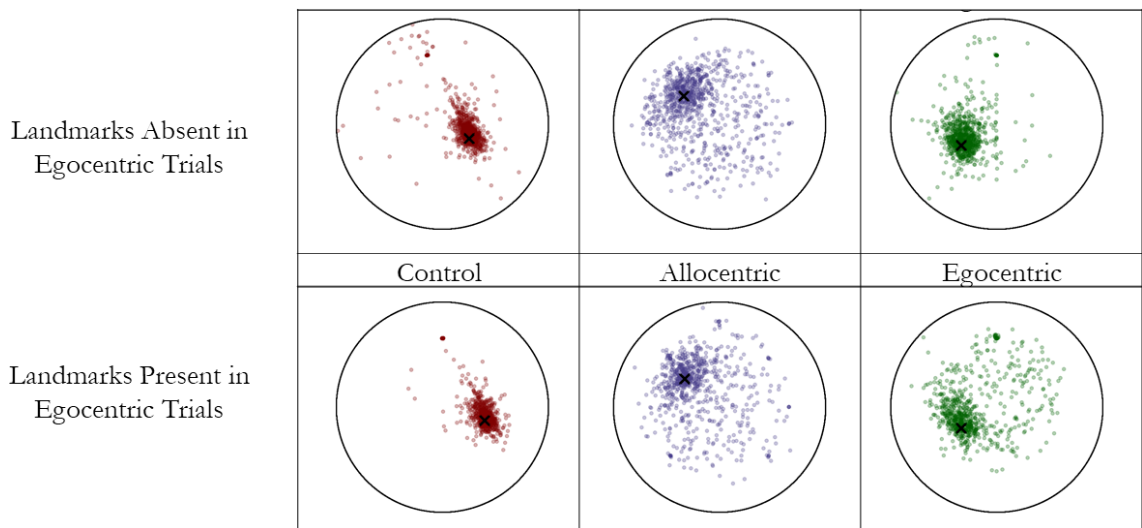 Landmarks Absent in
Egocentric Trials
Control
Allocentric
Egocentric
Landmarks Present in
Egocentric Trials